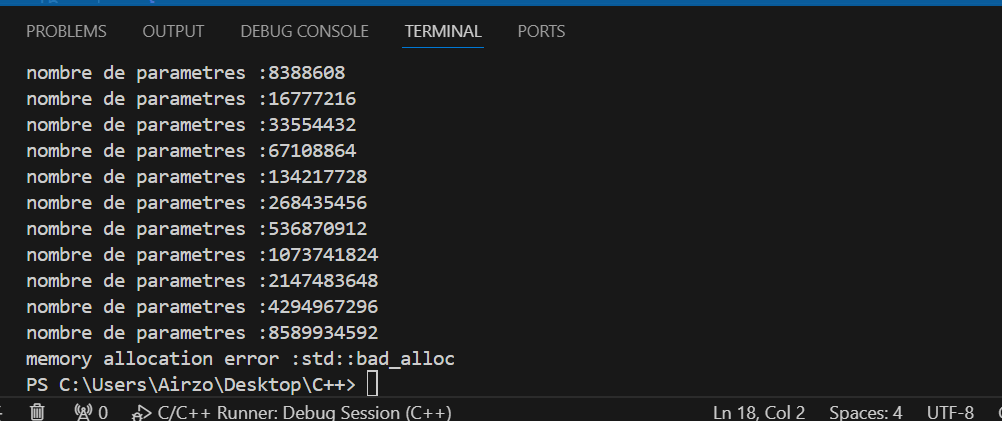 PROBLEMS OUTPUT DEBUG CONSOLE TERMINAL PORTS
nombre de parametres :8388608
nombre de parametres :16777216
nombre de parametres :33554432
nombre de parametres :67108864
nombre de parametres :134217728
nombre de parametres :268435456
nombre de parametres :536870912
nombre de parametres :1073741824
nombre de parametres :2147483648
nombre de parametres :4294967296
nombre de parametres :8589934592
memory allocation error :std::bad_alloc
PS C:\Users\Airzo\Desktop\C++>
0 C/C++ Runner: Debug Session (C++) Ln 18, Col 2 Spaces: 4 UTF-8